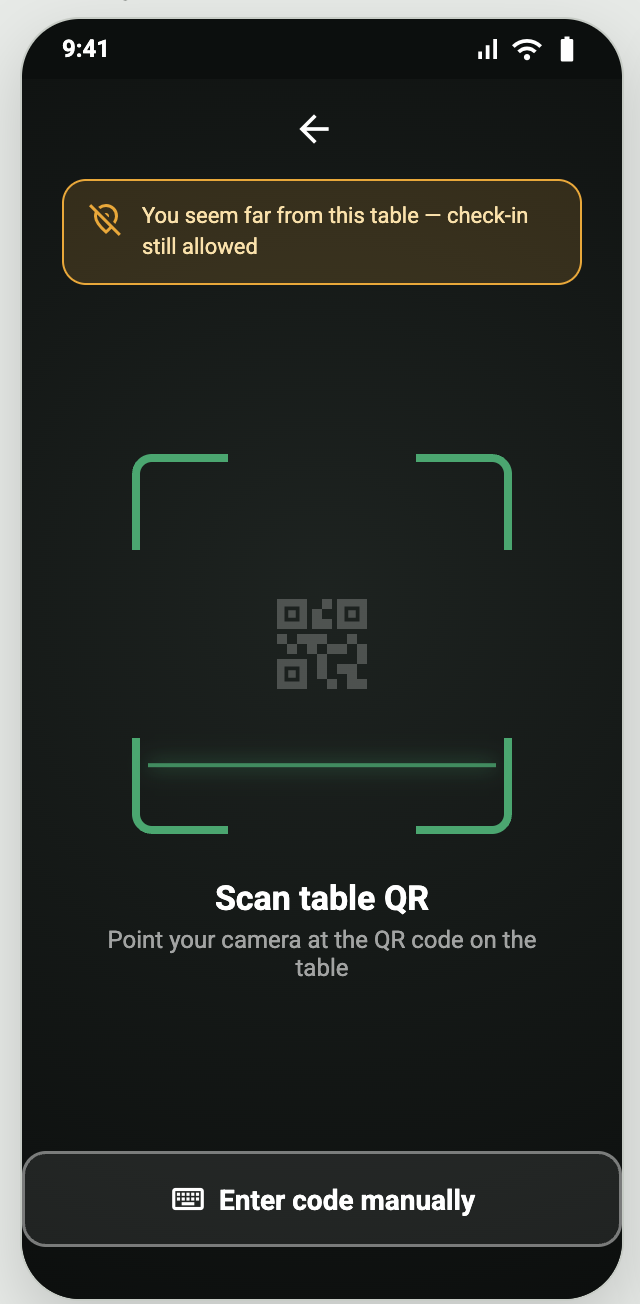 9:41
You seem far from this table — check-in
still allowed
Scan table QR
Point your camera at the QR code on the
table
Enter code manually